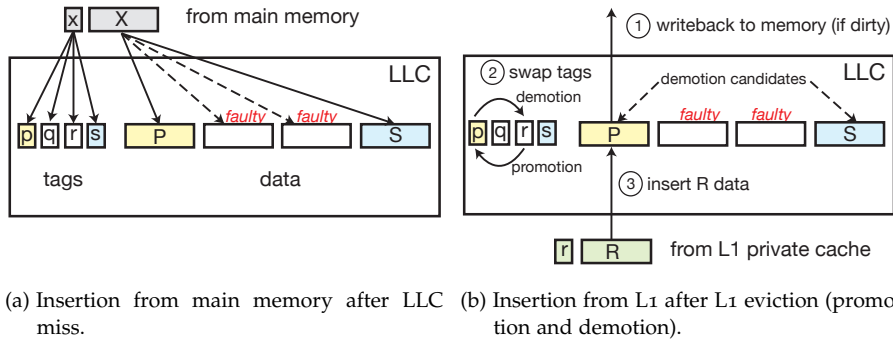 x X from main memory
LLC
faulty faulty
p q r s P S
tags data
(a) Insertion from main memory after LLC
miss.
1 writeback to memory (if dirty)
LLC
2 swap tags demotion candidates
demotion
faulty faulty
p q r s P S
promotion
3 insert R data
r R from L1 private cache
(b) Insertion from L1 after L1 eviction (promo
tion and demotion).